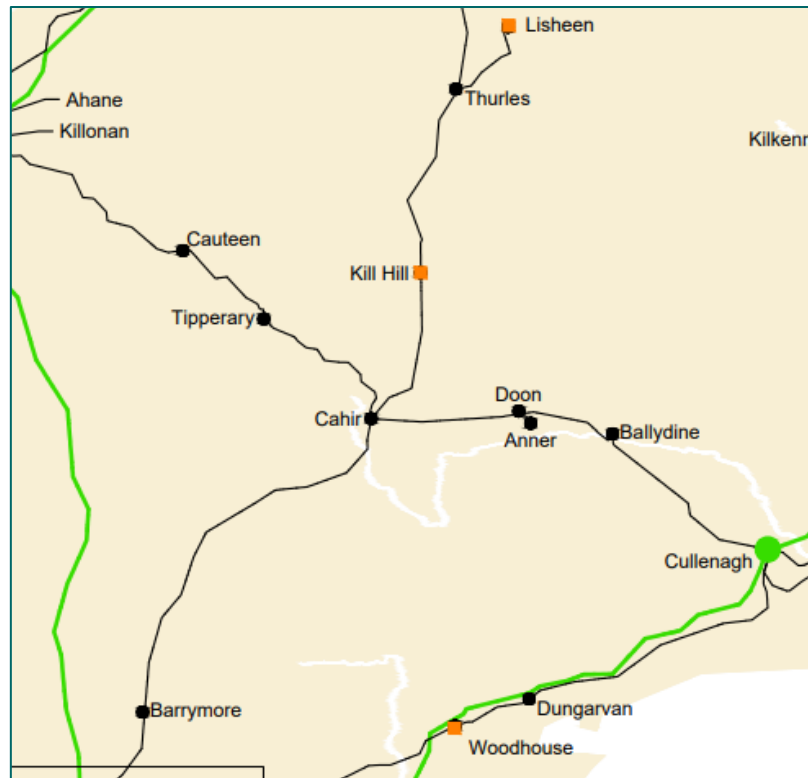 Lisheen
Thurles
Ahane
Killonan
Kilkenn
Cauteen
Kill Hill
Tipperary
Doon
Cahir
Anner
Ballydine
Cullenagh
Barrymore
Dungarvan
Woodhouse